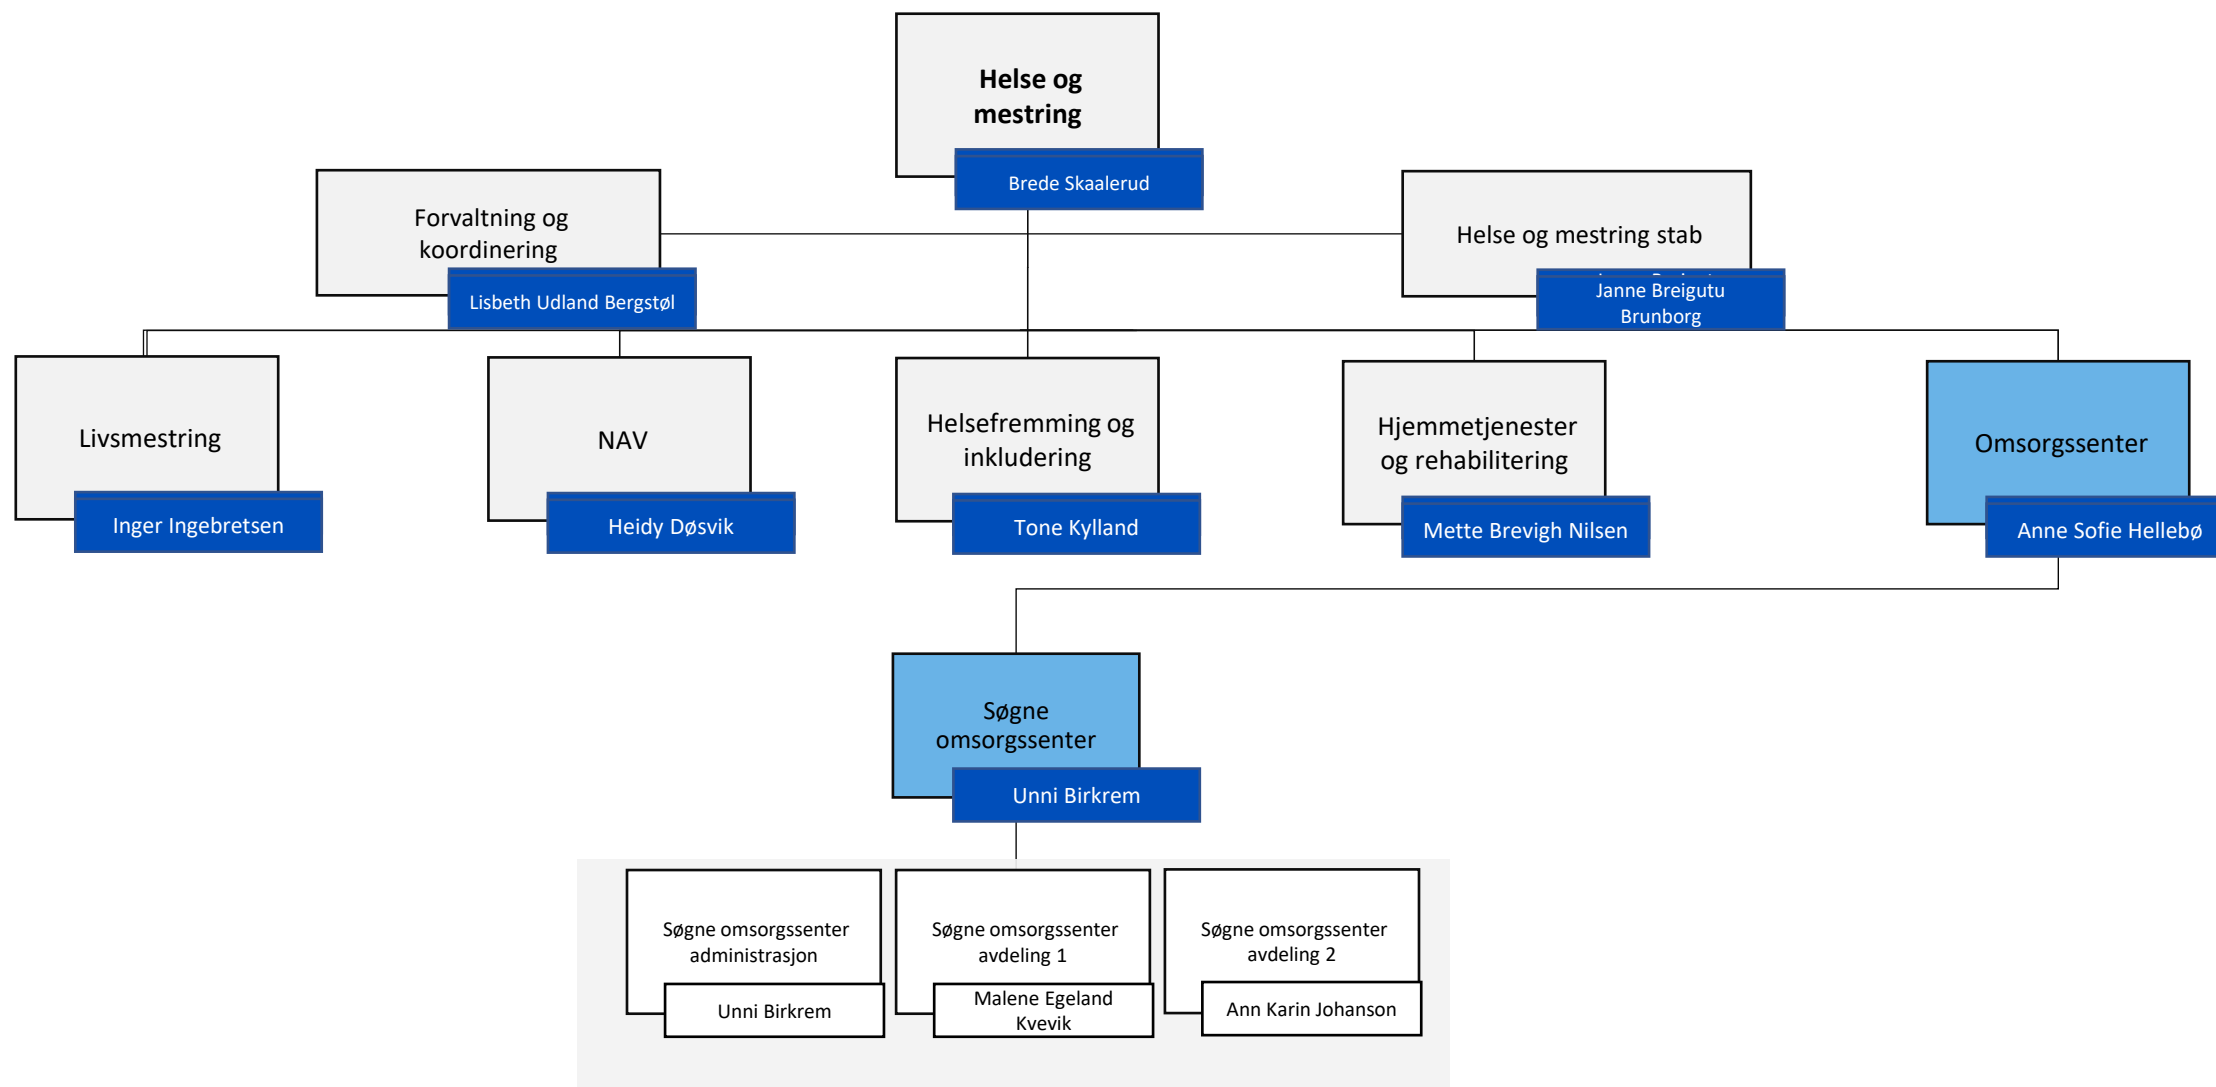 Helse og
mestring
Brede Skaalerud
Forvaltning og
koordinering
Lisbeth Udland Bergstøl
Helse og mestring stab
Janne Breigutu
Brunborg
Livsmestring
Inger Ingebretsen
NAV
Heidy Døsvik
Helsefremming og
inkludering
Tone Kylland
Hjemmetjenester
og rehabilitering
Mette Brevigh Nilsen
Omsorgssenter
Anne Sofie Hellebø
Søgne
omsorgssenter
Unni Birkrem
Søgne omsorgssenter
administrasjon
Unni Birkrem
Søgne omsorgssenter
avdeling 1
Malene Egeland
Kvevik
Søgne omsorgssenter
avdeling 2
Ann Karin Johanson